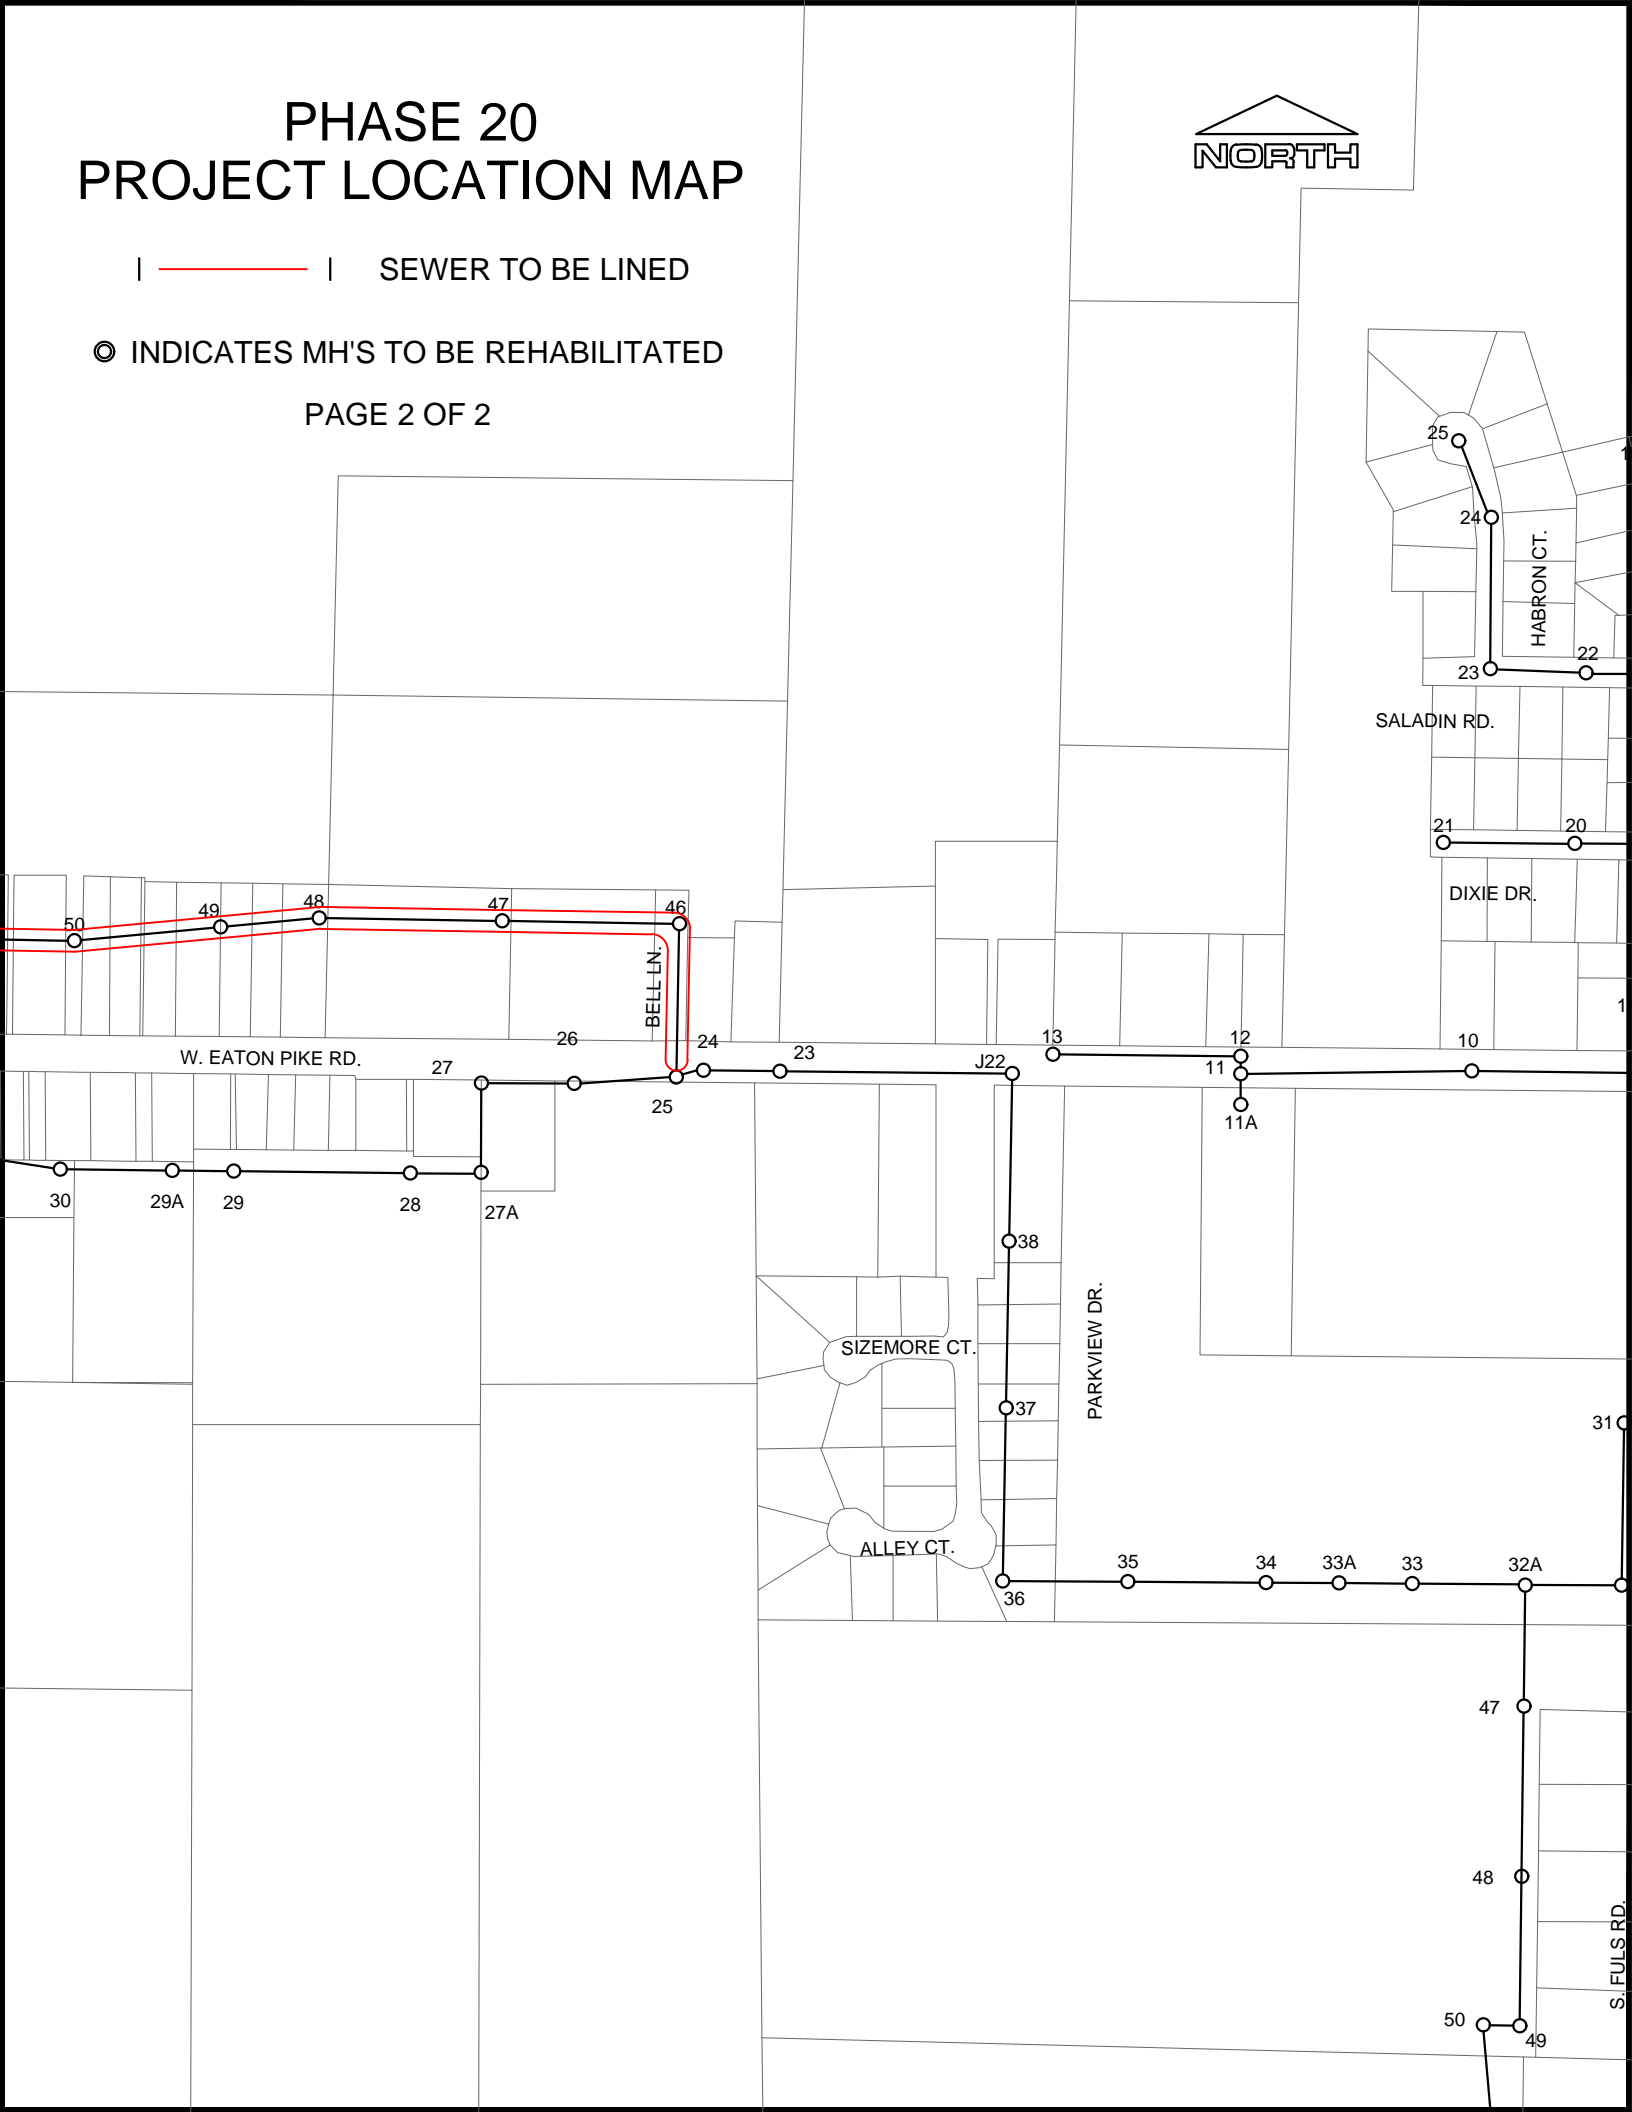 PHASE 20
PROJECT LOCATION MAP
NORTH
SEWER TO BE LINED
INDICATES MH'S TO BE REHABILITATED
PAGE 2 OF 2
25
1
24
HABRON CT.
23
22
SALADIN RD.
21
20
DIXIE DR.
50
49
48
47
46
BELL LN.
1
W. EATON PIKE RD.
27
26
25
24
23
J22
13
12
11
11A
10
30
29A
29
28
27A
38
PARKVIEW DR.
SIZEMORE CT.
37
31
ALLEY CT.
36
35
34
33A
33
32A
47
48
S. FULS RD.
50
49